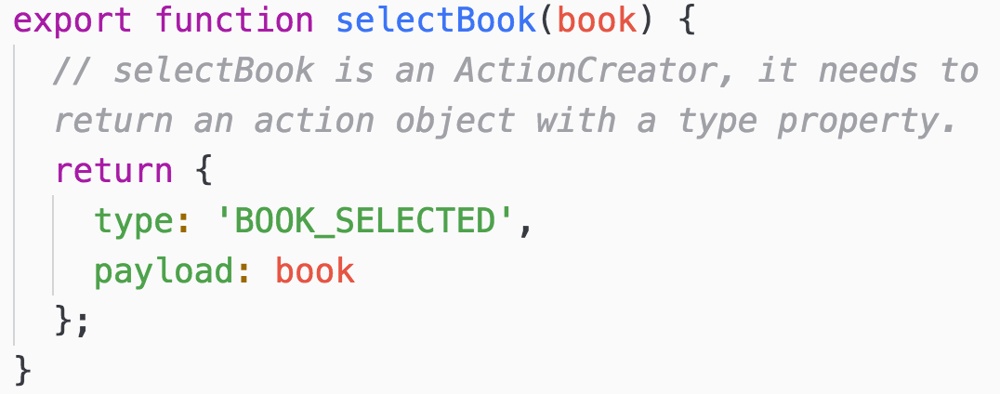 export function selectBook(book) {
// selectBook is an ActionCreator, it needs to
return an action object with a type property.
return {
type: 'BOOK_SELECTED',
payload: book
};
}